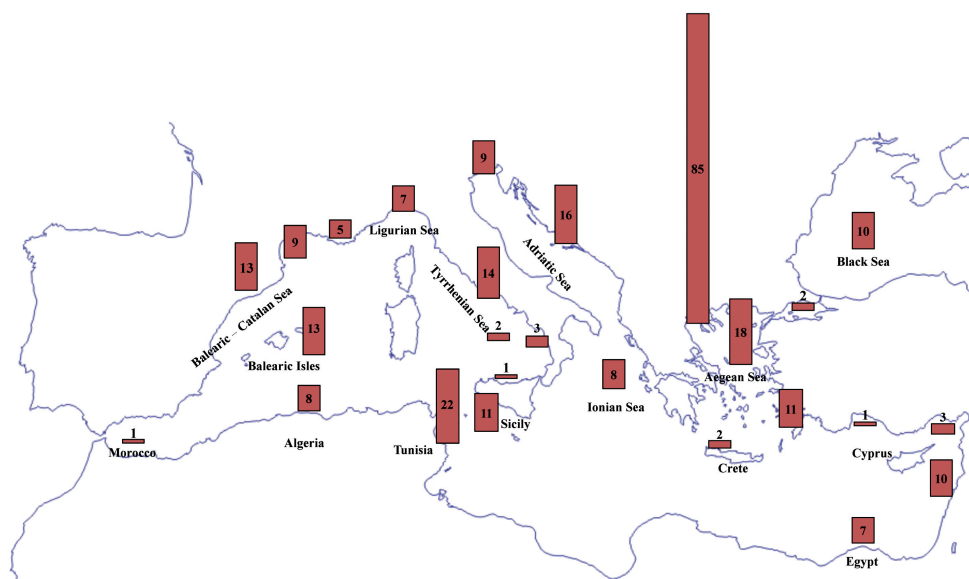 85
9
7
16
5
9
Ligurian Sea
10
13
14
Adriatic Sea
Black Sea
Tyrrhenian Sea
Balearic – Catalan Sea
2
13
18
2
3
Balearic Isles
1
8
Aegean Sea
8
22
11
11
Ionian Sea
Sicily
1
3
1
Morocco
Algeria
Tunisia
2
Crete
Cyprus
10
7
Egypt